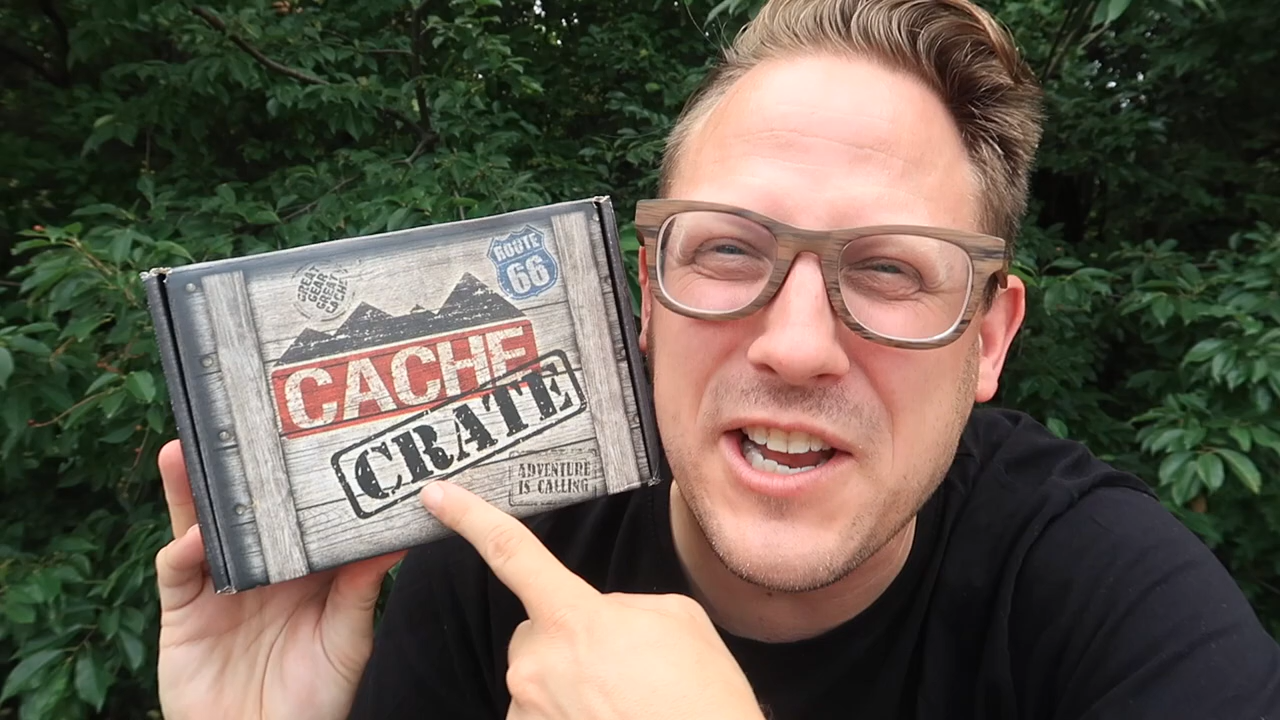 GREAT
GEAR
GREAT
CACHE
ROUTE
66
CACHE
CRATE
ADVENTURE
IS CALLING